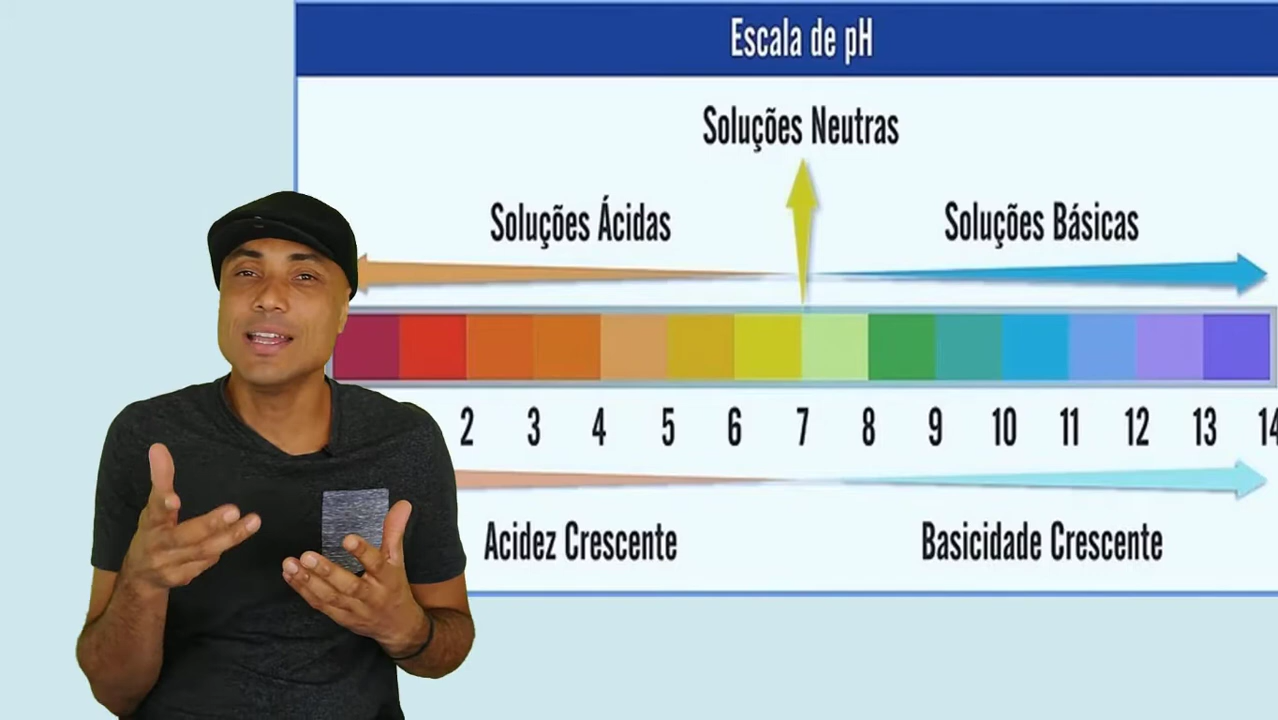 Escala de pH
Soluções Neutras
Soluções Ácidas Soluções Básicas
2 3 4 5 6 7 8 9 10 11 12 13 14
Acidez Crescente Basicidade Crescente